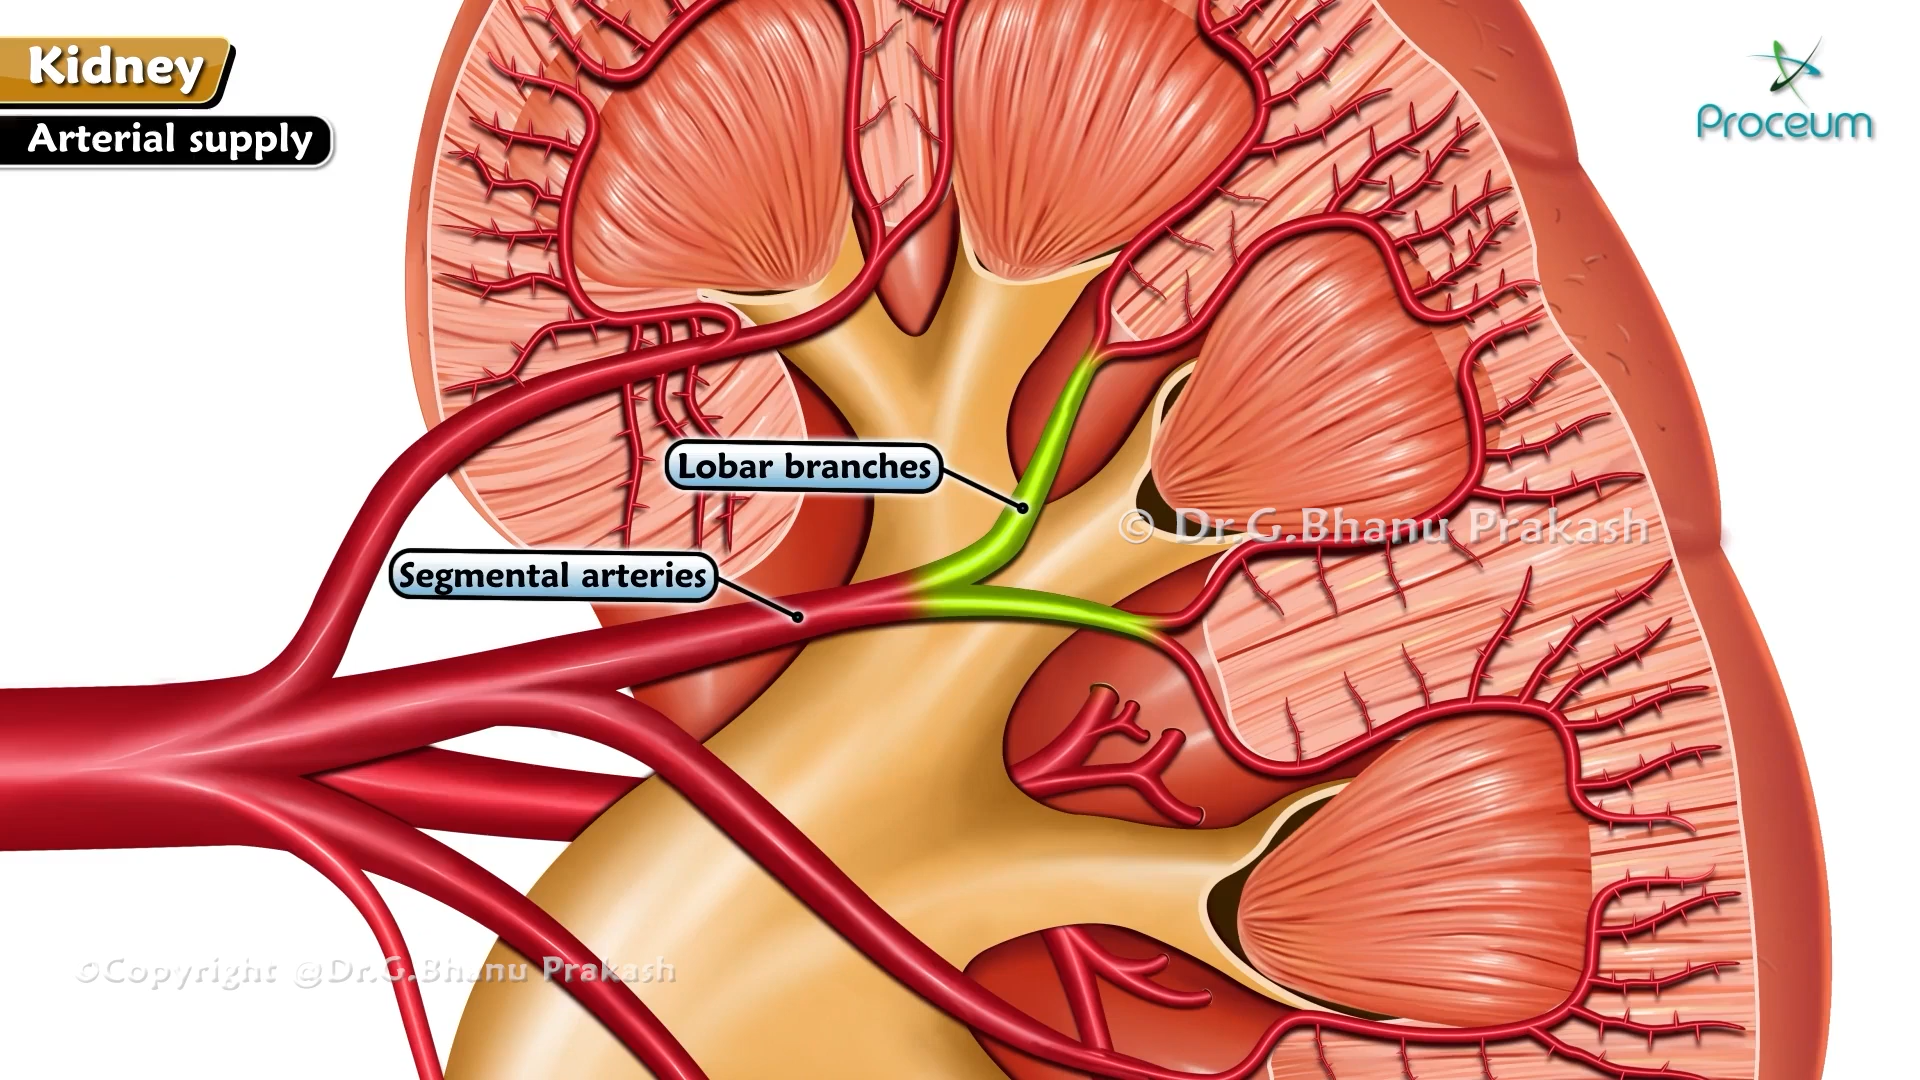 Kidney
Arterial supply
Proceum
Lobar branches
© Dr.G.Bhanu Prakash
Segmental arteries
©Copyright @Dr.G.Bhanu Prakash